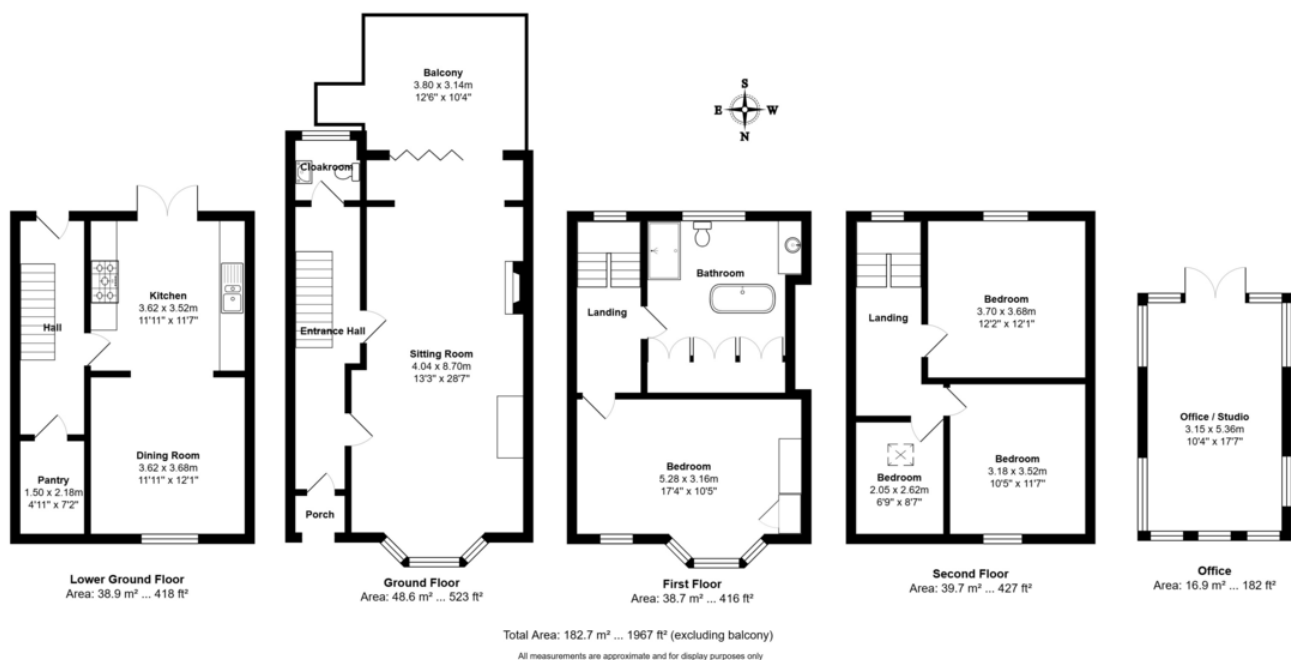 Balcony
3.80 x 3.14m
12'6" x 10'4"
S
E
W
N
Cloakroom
Kitchen
3.62 x 3.52m
11'11" x 11'7"
Hall
Dining Room
3.62 x 3.68m
11'11" x 12'1"
Pantry
1.50 x 2.18m
4'11" x 7'2"
Lower Ground Floor
Area: 38.9 m² ... 418 ft²
Entrance Hall
Sitting Room
4.04 x 8.70m
13'3" x 28'7"
Porch
Ground Floor
Area: 48.6 m² ... 523 ft²
Bathroom
Landing
Bedroom
5.28 x 3.16m
17'4" x 10'5"
First Floor
Area: 38.7 m² ... 416 ft²
Bedroom
3.70 x 3.68m
12'2" x 12'1"
Landing
Bedroom
3.18 x 3.52m
10'5" x 11'7"
Bedroom
2.05 x 2.62m
6'9" x 8'7"
Second Floor
Area: 39.7 m² ... 427 ft²
Office / Studio
3.15 x 5.36m
10'4" x 17'7"
Office
Area: 16.9 m² ... 182 ft²
Total Area: 182.7 m² ... 1967 ft² (excluding balcony)
All measurements are approximate and for display purposes only